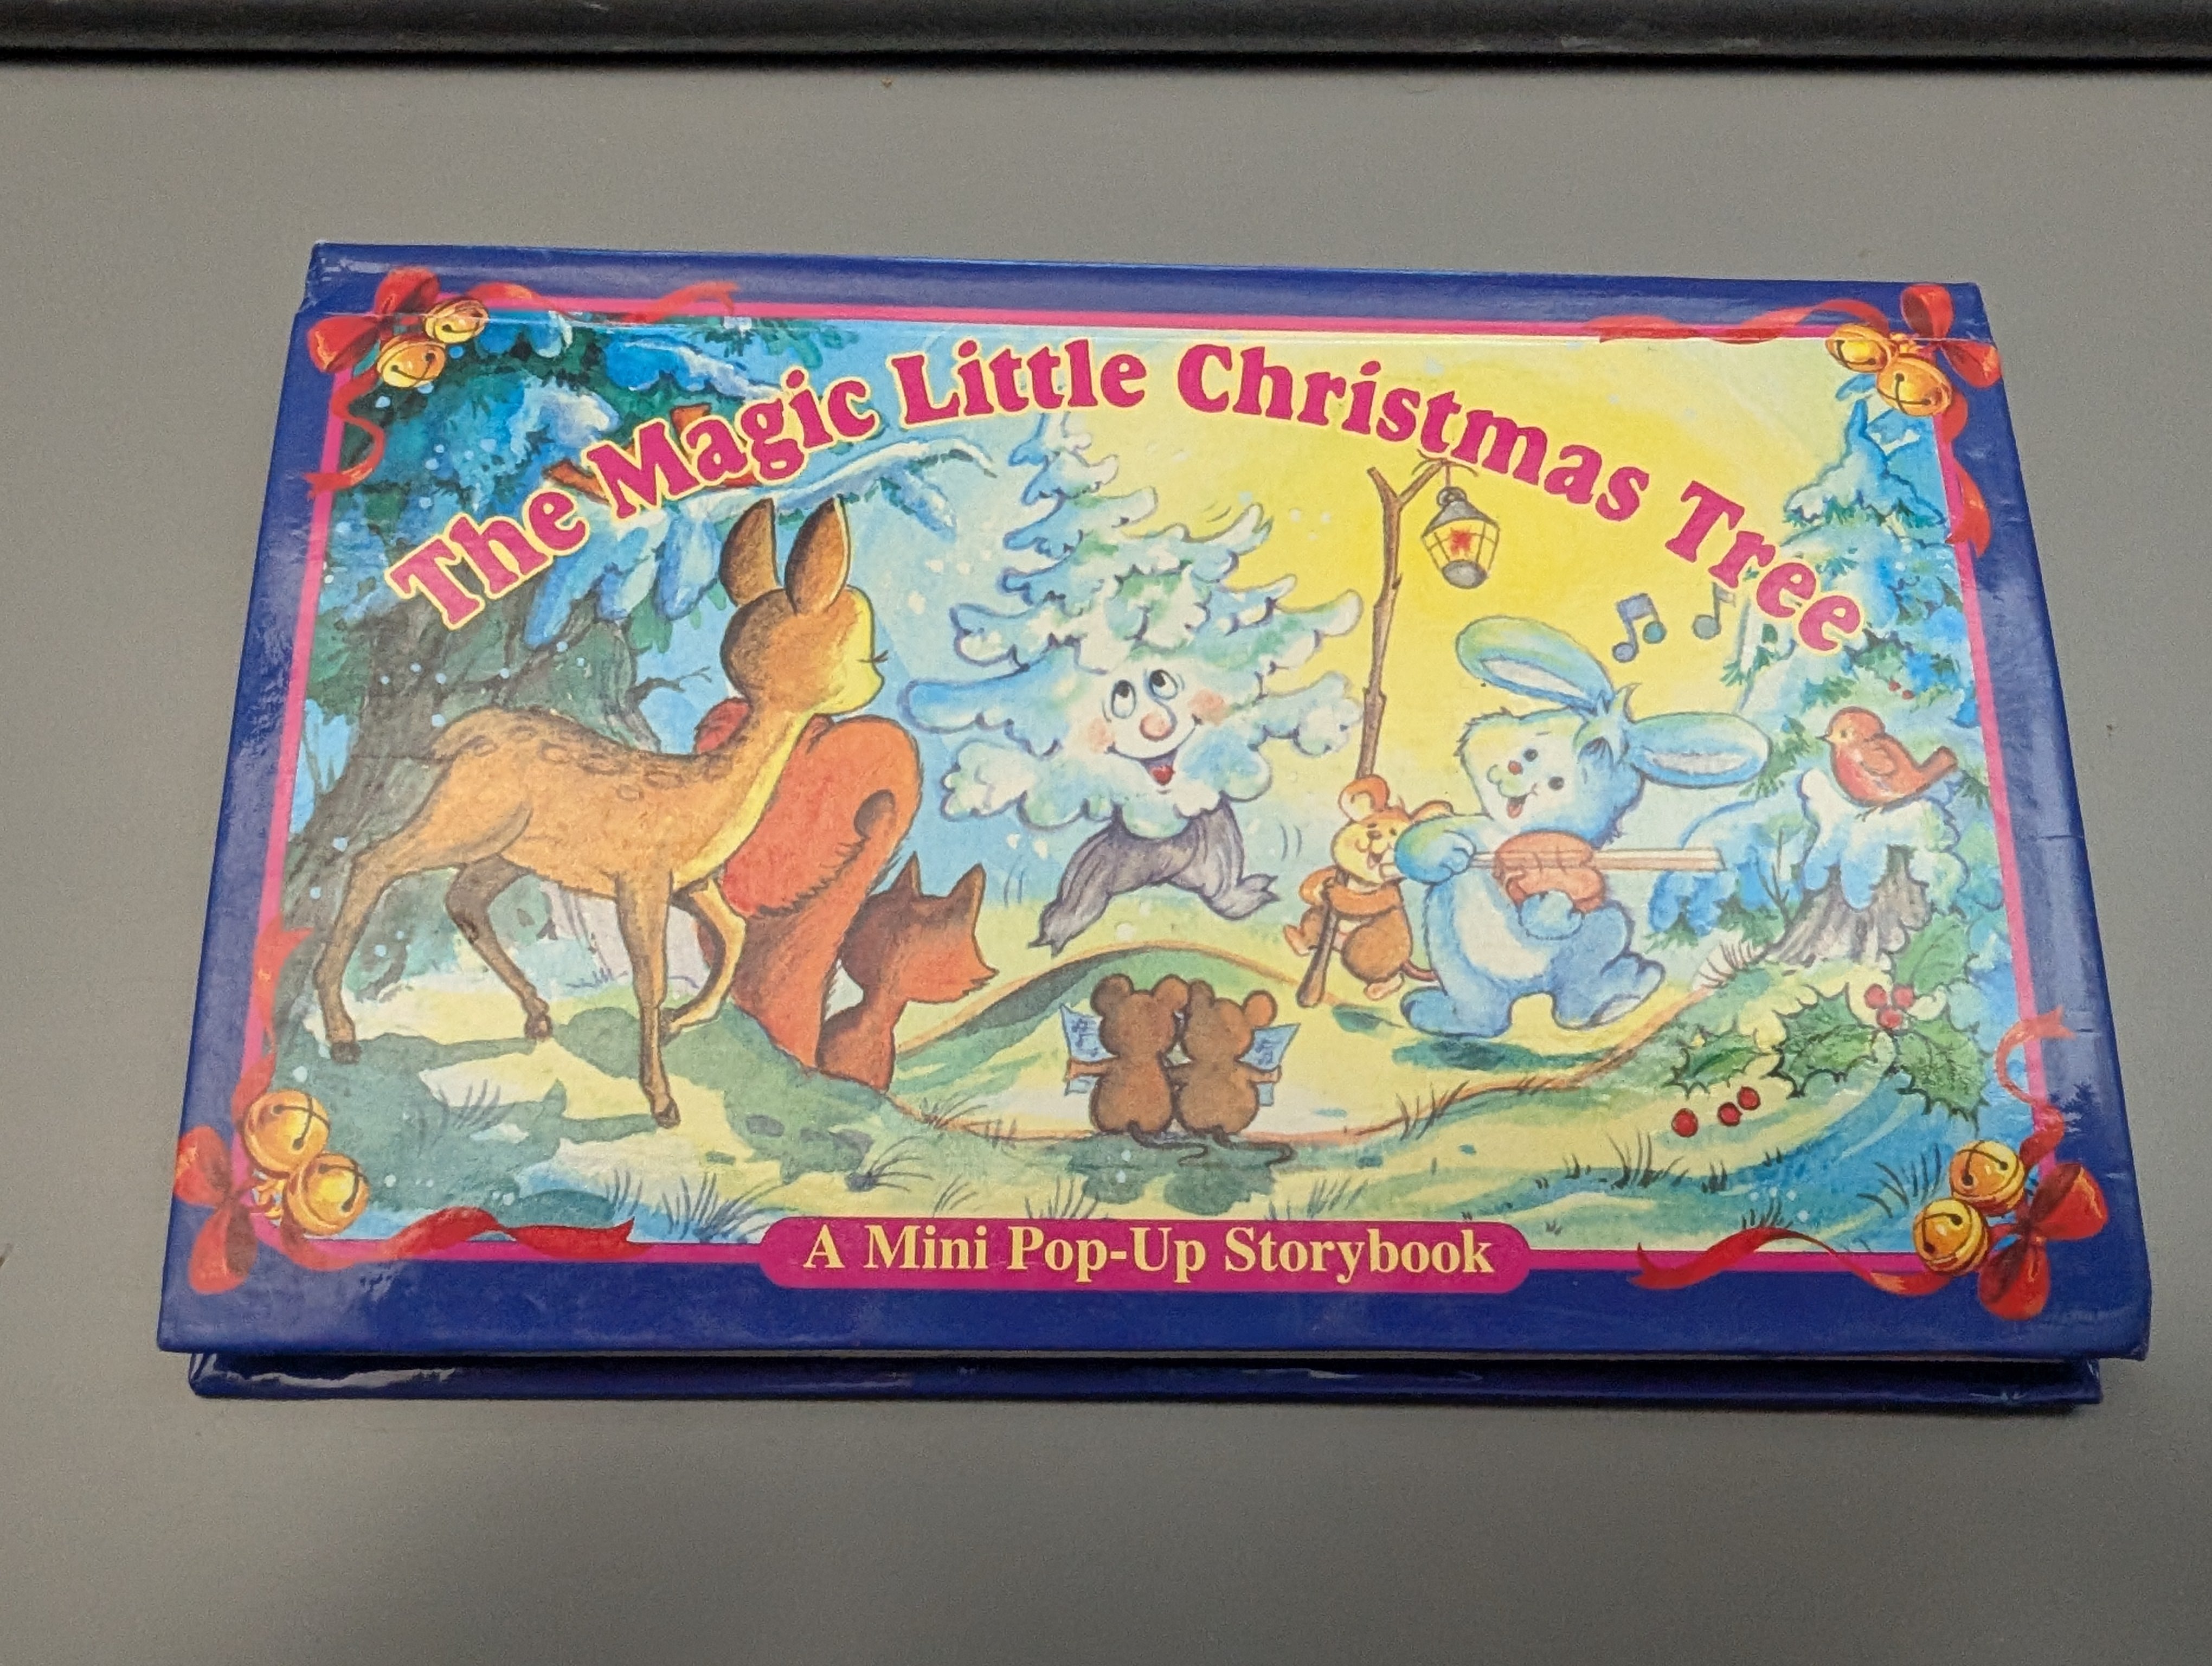 The Magic Little Christmas Tree
A Mini Pop-Up Storybook